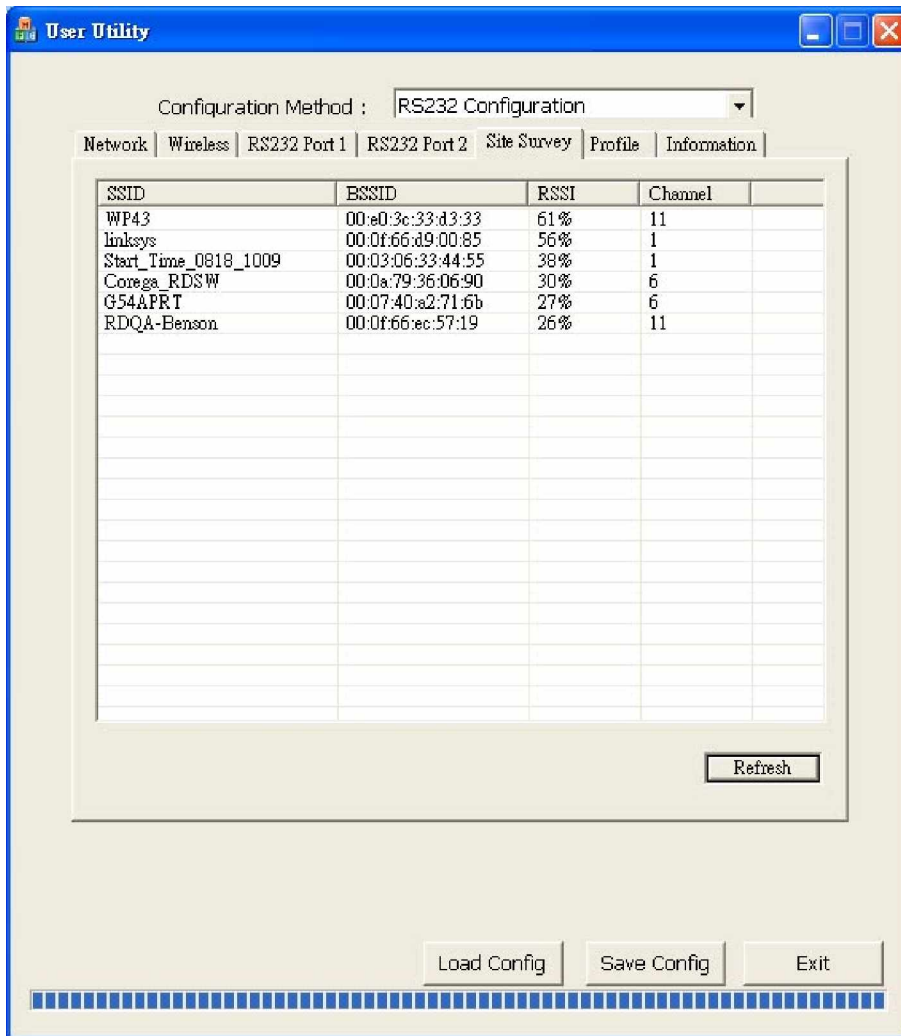 User Utility
Configuration Method : RS232 Configuration
Network Wireless RS232 Port 1 RS232 Port 2 Site Survey Profile Information
SSID BSSID RSSI Channel
WP43 00:e0:3c:33:d3:33 61% 11
linksys 00:0f:66:d9:00:85 56% 1
Start_Time_0818_1009 00:03:06:33:44:55 38% 1
Corega_RDSW 00:0a:79:36:06:90 30% 6
G54APRT 00:07:40:a2:71:6b 27% 6
RDQA-Benson 00:0f:66:ec:57:19 26% 11
Refresh
Load Config Save Config Exit